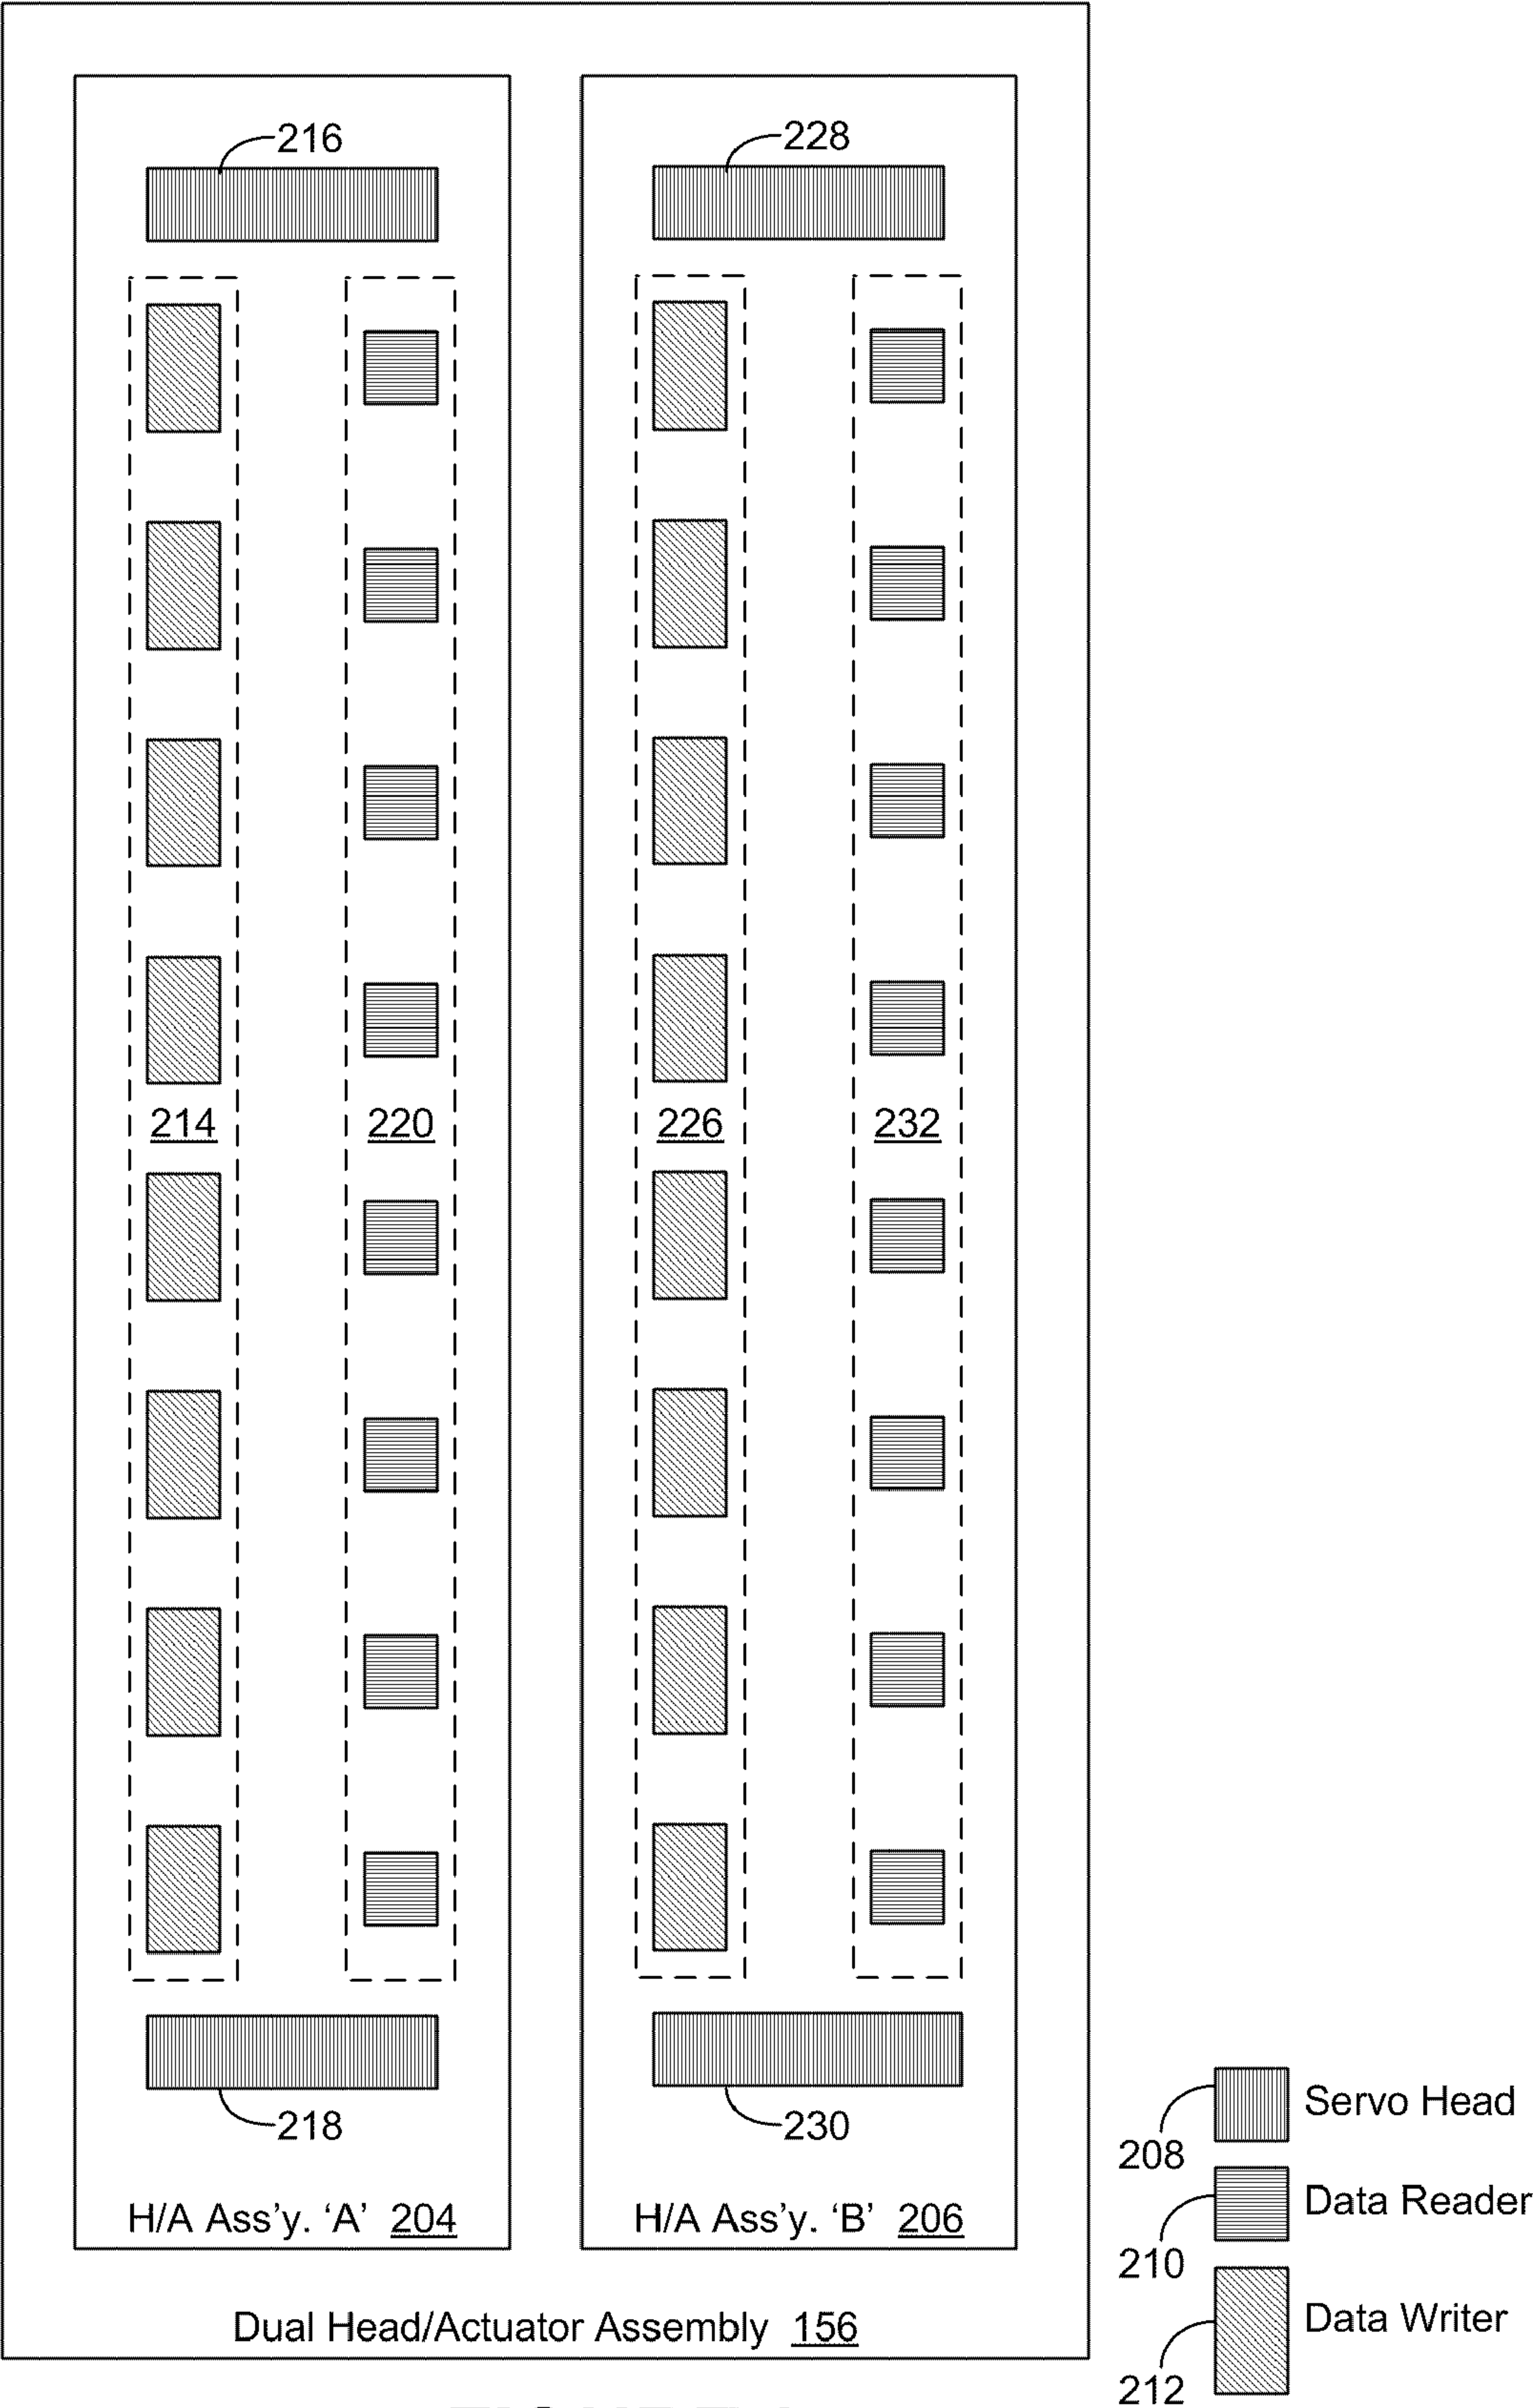 216
228
214
220
226
232
218
230
Servo Head
208
H/A Ass'y. ‘A’ 204
H/A Ass'y. ‘B’ 206
Data Reader
210
Dual Head/Actuator Assembly 156
Data Writer
212